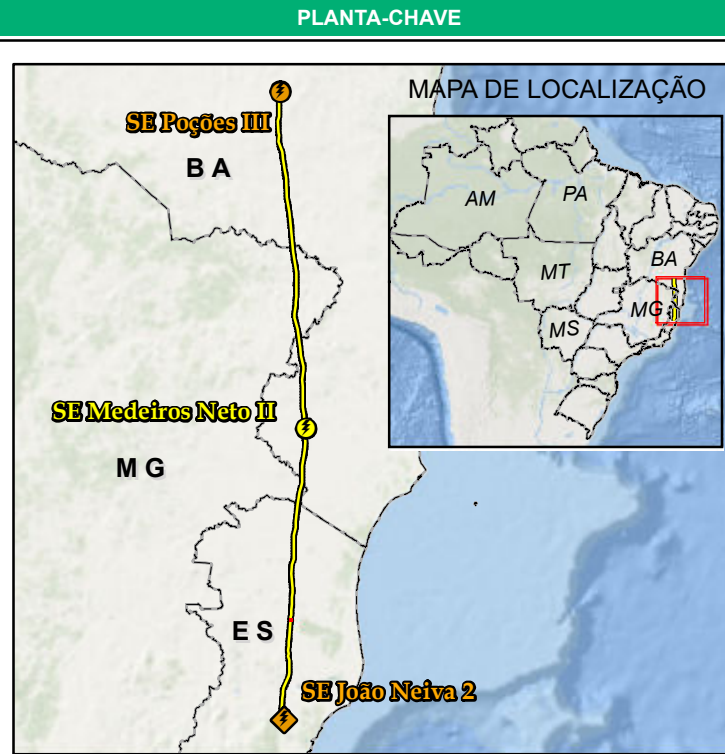 PLANTA-CHAVE
MAPA DE LOCALIZAÇÃO
SE Poções III
B A
AM
PA
BA
MT
MG
MS
SE Medeiros Neto II
M G
E S
SE João Neiva 2